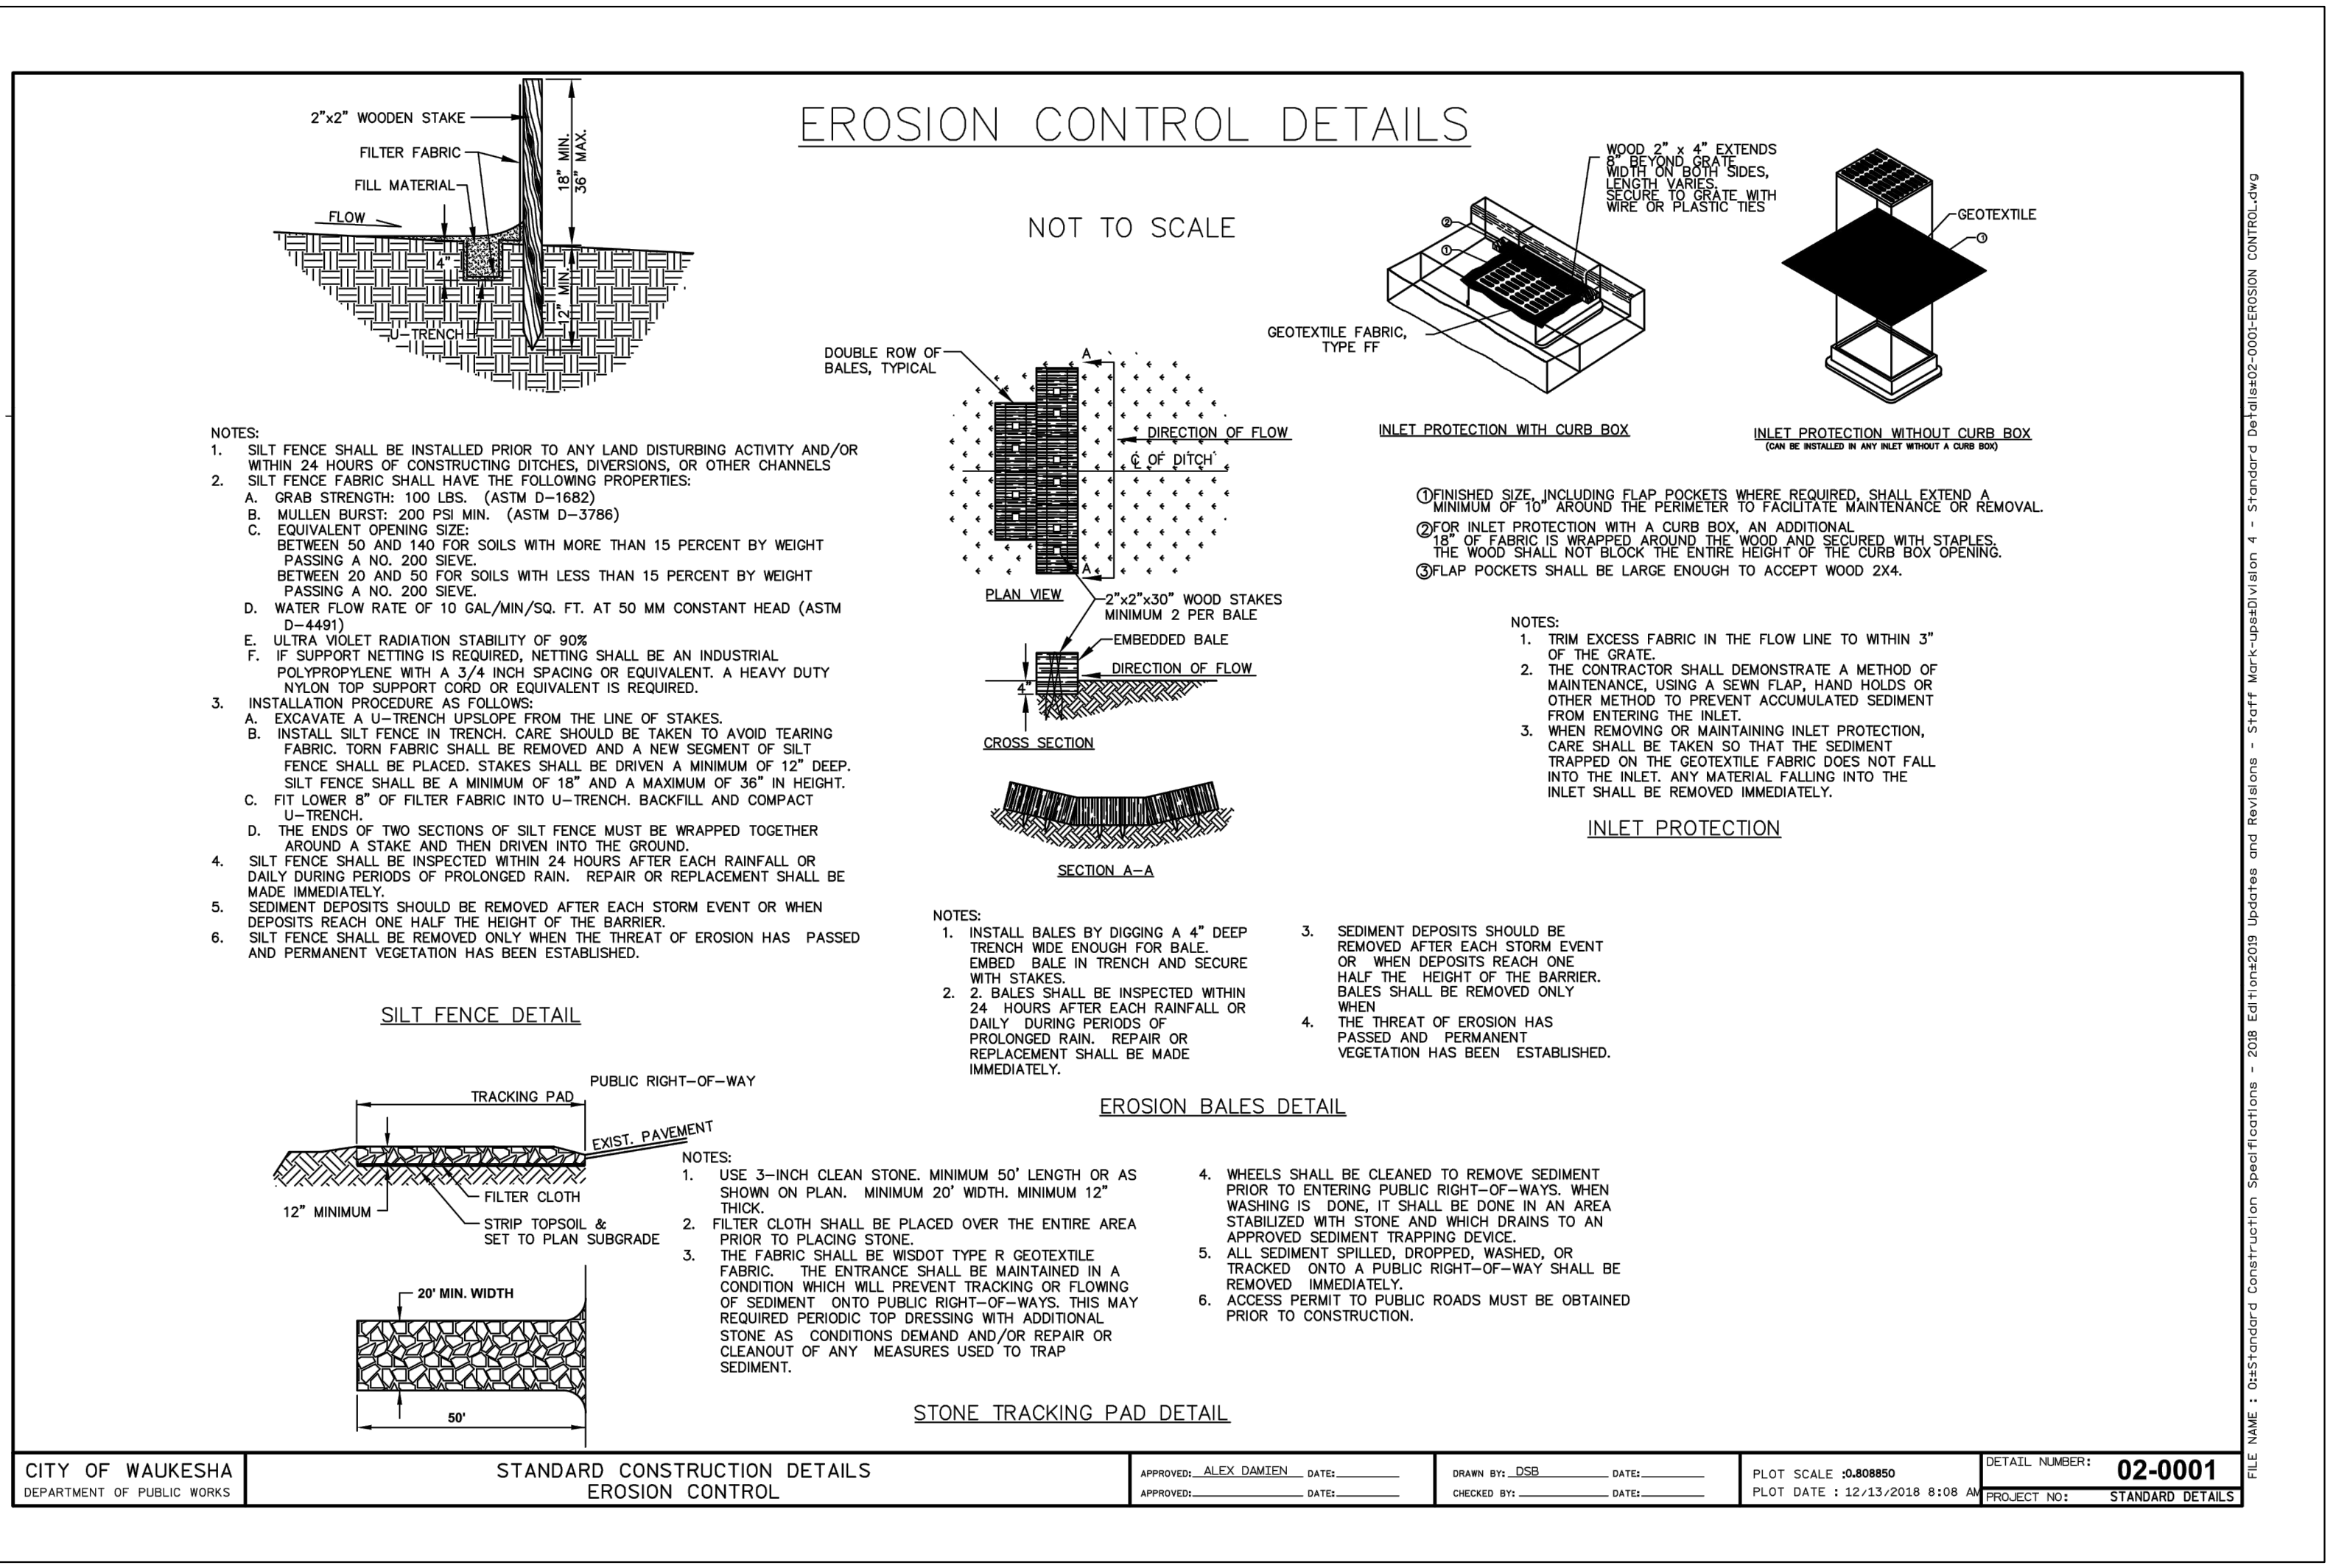 EROSION CONTROL DETAILS
NOT TO SCALE
2"x2" WOODEN STAKE
FILTER FABRIC
FILL MATERIAL
FLOW
18" MIN.
36" MAX.
4"
12" MIN.
U-TRENCH
NOTES:
1. SILT FENCE SHALL BE INSTALLED PRIOR TO ANY LAND DISTURBING ACTIVITY AND/OR
WITHIN 24 HOURS OF CONSTRUCTING DITCHES, DIVERSIONS, OR OTHER CHANNELS
2. SILT FENCE FABRIC SHALL HAVE THE FOLLOWING PROPERTIES:
A. GRAB STRENGTH: 100 LBS. (ASTM D-1682)
B. MULLEN BURST: 200 PSI MIN. (ASTM D-3786)
C. EQUIVALENT OPENING SIZE:
BETWEEN 50 AND 140 FOR SOILS WITH MORE THAN 15 PERCENT BY WEIGHT
PASSING A NO. 200 SIEVE.
BETWEEN 20 AND 50 FOR SOILS WITH LESS THAN 15 PERCENT BY WEIGHT
PASSING A NO. 200 SIEVE.
D. WATER FLOW RATE OF 10 GAL/MIN/SQ. FT. AT 50 MM CONSTANT HEAD (ASTM
D-4491)
E. ULTRA VIOLET RADIATION STABILITY OF 90%
F. IF SUPPORT NETTING IS REQUIRED, NETTING SHALL BE AN INDUSTRIAL
POLYPROPYLENE WITH A 3/4 INCH SPACING OR EQUIVALENT. A HEAVY DUTY
NYLON TOP SUPPORT CORD OR EQUIVALENT IS REQUIRED.
3. INSTALLATION PROCEDURE AS FOLLOWS:
A. EXCAVATE A U-TRENCH UPSLOPE FROM THE LINE OF STAKES.
B. INSTALL SILT FENCE IN TRENCH. CARE SHOULD BE TAKEN TO AVOID TEARING
FABRIC. TORN FABRIC SHALL BE REMOVED AND A NEW SEGMENT OF SILT
FENCE SHALL BE PLACED. STAKES SHALL BE DRIVEN A MINIMUM OF 12" DEEP.
SILT FENCE SHALL BE A MINIMUM OF 18" AND A MAXIMUM OF 36" IN HEIGHT.
C. FIT LOWER 8" OF FILTER FABRIC INTO U-TRENCH. BACKFILL AND COMPACT
U-TRENCH.
D. THE ENDS OF TWO SECTIONS OF SILT FENCE MUST BE WRAPPED TOGETHER
AROUND A STAKE AND THEN DRIVEN INTO THE GROUND.
4. SILT FENCE SHALL BE INSPECTED WITHIN 24 HOURS AFTER EACH RAINFALL OR
DAILY DURING PERIODS OF PROLONGED RAIN. REPAIR OR REPLACEMENT SHALL BE
MADE IMMEDIATELY.
5. SEDIMENT DEPOSITS SHOULD BE REMOVED AFTER EACH STORM EVENT OR WHEN
DEPOSITS REACH ONE HALF THE HEIGHT OF THE BARRIER.
6. SILT FENCE SHALL BE REMOVED ONLY WHEN THE THREAT OF EROSION HAS PASSED
AND PERMANENT VEGETATION HAS BEEN ESTABLISHED.
SILT FENCE DETAIL
DOUBLE ROW OF
BALES, TYPICAL
A
DIRECTION OF FLOW
℄ OF DITCH
A
PLAN VIEW
2"x2"x30" WOOD STAKES
MINIMUM 2 PER BALE
EMBEDDED BALE
DIRECTION OF FLOW
4"
CROSS SECTION
SECTION A-A
NOTES:
1. INSTALL BALES BY DIGGING A 4" DEEP
TRENCH WIDE ENOUGH FOR BALE.
EMBED BALE IN TRENCH AND SECURE
WITH STAKES.
2. 2. BALES SHALL BE INSPECTED WITHIN
24 HOURS AFTER EACH RAINFALL OR
DAILY DURING PERIODS OF
PROLONGED RAIN. REPAIR OR
REPLACEMENT SHALL BE MADE
IMMEDIATELY.
3. SEDIMENT DEPOSITS SHOULD BE
REMOVED AFTER EACH STORM EVENT
OR WHEN DEPOSITS REACH ONE
HALF THE HEIGHT OF THE BARRIER.
BALES SHALL BE REMOVED ONLY
WHEN
4. THE THREAT OF EROSION HAS
PASSED AND PERMANENT
VEGETATION HAS BEEN ESTABLISHED.
EROSION BALES DETAIL
WOOD 2" x 4" EXTENDS
8" BEYOND GRATE
WIDTH ON BOTH SIDES,
LENGTH VARIES.
SECURE TO GRATE WITH
WIRE OR PLASTIC TIES
②
①
GEOTEXTILE FABRIC,
TYPE FF
INLET PROTECTION WITH CURB BOX
GEOTEXTILE
①
INLET PROTECTION WITHOUT CURB BOX
(CAN BE INSTALLED IN ANY INLET WITHOUT A CURB BOX)
①FINISHED SIZE, INCLUDING FLAP POCKETS WHERE REQUIRED, SHALL EXTEND A
MINIMUM OF 10" AROUND THE PERIMETER TO FACILITATE MAINTENANCE OR REMOVAL.
②FOR INLET PROTECTION WITH A CURB BOX, AN ADDITIONAL
18" OF FABRIC IS WRAPPED AROUND THE WOOD AND SECURED WITH STAPLES.
THE WOOD SHALL NOT BLOCK THE ENTIRE HEIGHT OF THE CURB BOX OPENING.
③FLAP POCKETS SHALL BE LARGE ENOUGH TO ACCEPT WOOD 2X4.
NOTES:
1. TRIM EXCESS FABRIC IN THE FLOW LINE TO WITHIN 3"
OF THE GRATE.
2. THE CONTRACTOR SHALL DEMONSTRATE A METHOD OF
MAINTENANCE, USING A SEWN FLAP, HAND HOLDS OR
OTHER METHOD TO PREVENT ACCUMULATED SEDIMENT
FROM ENTERING THE INLET.
3. WHEN REMOVING OR MAINTAINING INLET PROTECTION,
CARE SHALL BE TAKEN SO THAT THE SEDIMENT
TRAPPED ON THE GEOTEXTILE FABRIC DOES NOT FALL
INTO THE INLET. ANY MATERIAL FALLING INTO THE
INLET SHALL BE REMOVED IMMEDIATELY.
INLET PROTECTION
PUBLIC RIGHT-OF-WAY
TRACKING PAD
EXIST. PAVEMENT
FILTER CLOTH
12" MINIMUM
STRIP TOPSOIL &
SET TO PLAN SUBGRADE
20' MIN. WIDTH
50'
NOTES:
1. USE 3-INCH CLEAN STONE. MINIMUM 50' LENGTH OR AS
SHOWN ON PLAN. MINIMUM 20' WIDTH. MINIMUM 12"
THICK.
2. FILTER CLOTH SHALL BE PLACED OVER THE ENTIRE AREA
PRIOR TO PLACING STONE.
3. THE FABRIC SHALL BE WISDOT TYPE R GEOTEXTILE
FABRIC. THE ENTRANCE SHALL BE MAINTAINED IN A
CONDITION WHICH WILL PREVENT TRACKING OR FLOWING
OF SEDIMENT ONTO PUBLIC RIGHT-OF-WAYS. THIS MAY
REQUIRED PERIODIC TOP DRESSING WITH ADDITIONAL
STONE AS CONDITIONS DEMAND AND/OR REPAIR OR
CLEANOUT OF ANY MEASURES USED TO TRAP
SEDIMENT.
4. WHEELS SHALL BE CLEANED TO REMOVE SEDIMENT
PRIOR TO ENTERING PUBLIC RIGHT-OF-WAYS. WHEN
WASHING IS DONE, IT SHALL BE DONE IN AN AREA
STABILIZED WITH STONE AND WHICH DRAINS TO AN
APPROVED SEDIMENT TRAPPING DEVICE.
5. ALL SEDIMENT SPILLED, DROPPED, WASHED, OR
TRACKED ONTO A PUBLIC RIGHT-OF-WAY SHALL BE
REMOVED IMMEDIATELY.
6. ACCESS PERMIT TO PUBLIC ROADS MUST BE OBTAINED
PRIOR TO CONSTRUCTION.
STONE TRACKING PAD DETAIL
CITY OF WAUKESHA
DEPARTMENT OF PUBLIC WORKS
STANDARD CONSTRUCTION DETAILS
EROSION CONTROL
APPROVED: ALEX DAMIEN DATE:
APPROVED: DATE:
DRAWN BY: DSB DATE:
CHECKED BY: DATE:
PLOT SCALE :0.808850
PLOT DATE : 12/13/2018 8:08 AM
DETAIL NUMBER: 02-0001
PROJECT NO: STANDARD DETAILS
FILE NAME : O:±Standard Construction Specifications - 2018 Edition±2019 Updates and Revisions - Staff Mark-ups±Division 4 - Standard Details±02-0001-EROSION CONTROL.dwg